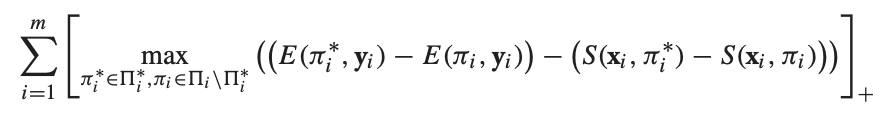 \sum_{i=1}^{m} \left[ \max_{\pi_i^* \in \Pi_i^*, \pi_i \in \Pi_i \backslash \Pi_i^*} \left( \left( E(\pi_i^*, \mathbf{y}_i) - E(\pi_i, \mathbf{y}_i) \right) - \left( S(\mathbf{x}_i, \pi_i^*) - S(\mathbf{x}_i, \pi_i) \right) \right) \right]_+